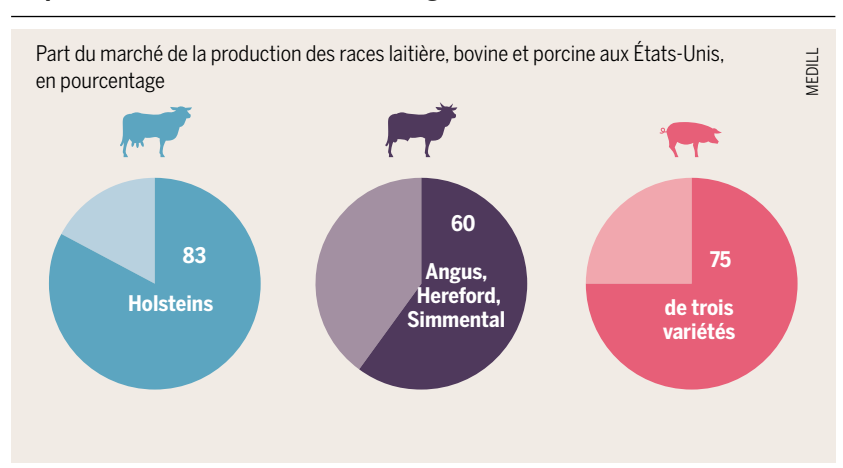 Part du marché de la production des races laitière, bovine et porcine aux États-Unis,
en pourcentage
MEDILL
83
Holsteins
60
Angus,
Hereford,
Simmental
75
de trois
variétés